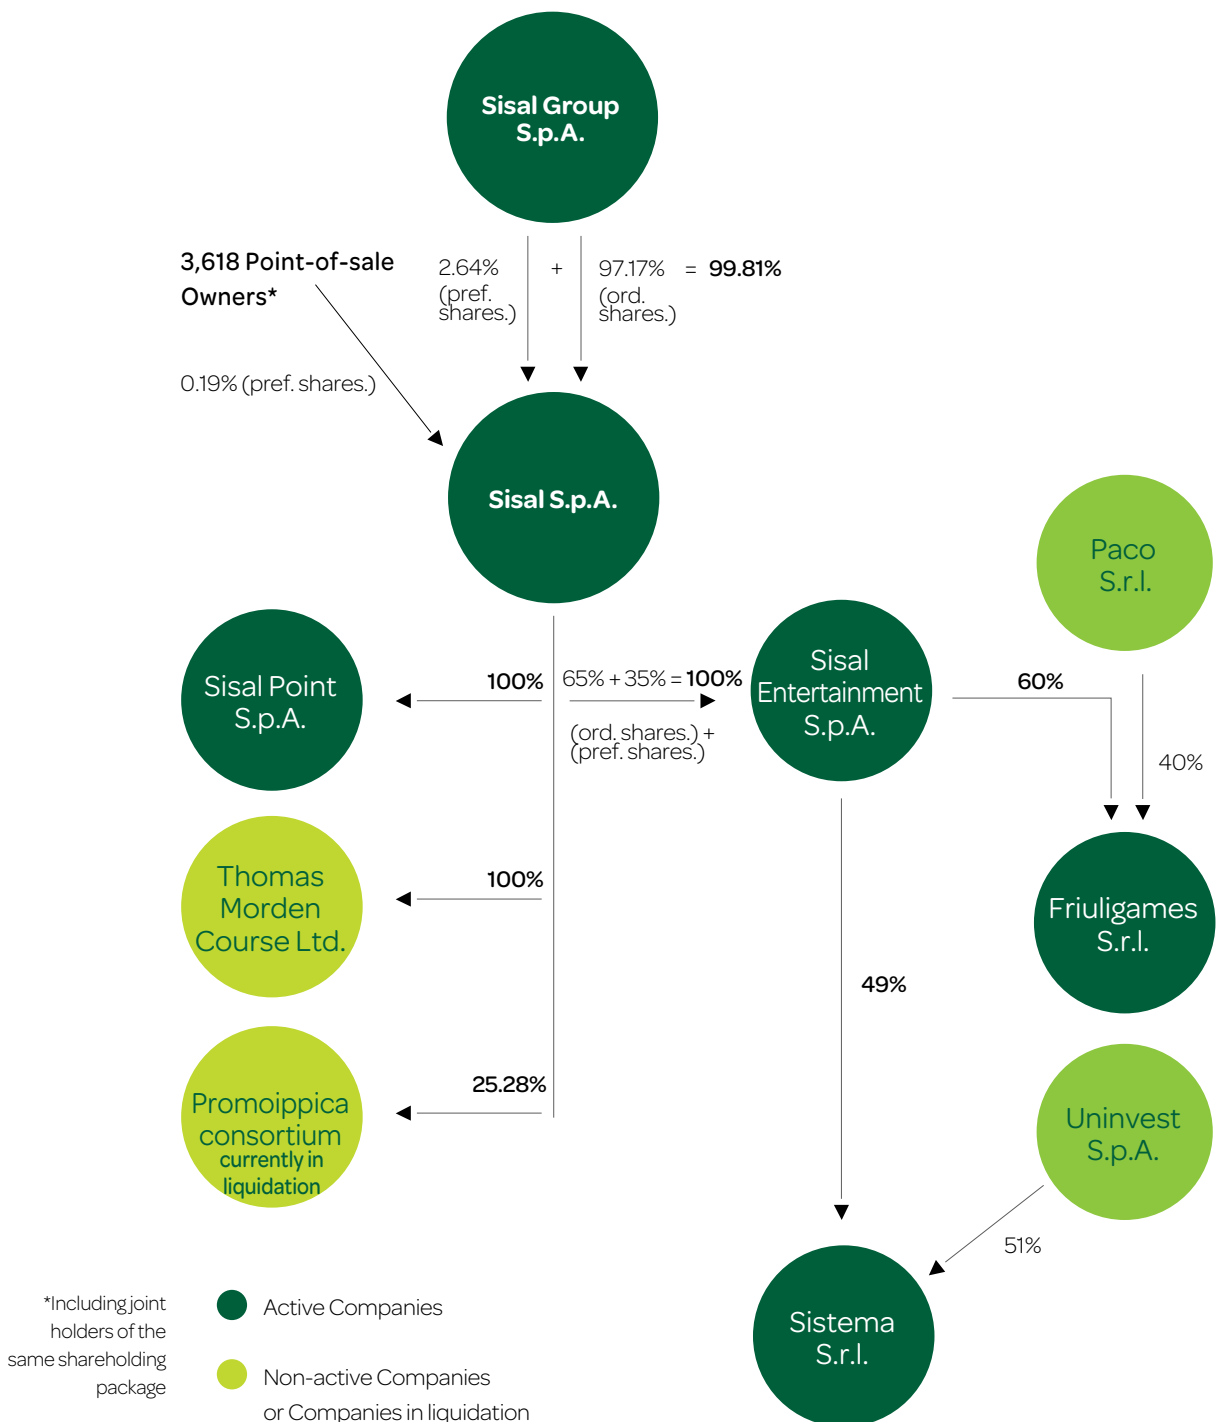 Sisal Group
S.p.A.
3,618 Point-of-sale
Owners*
2.64%
(pref.
shares.)
+
97.17%
(ord.
shares.)
= 99.81%
0.19% (pref. shares.)
Sisal S.p.A.
Paco
S.r.l.
Sisal Point
S.p.A.
100%
65% + 35% = 100%
(ord. shares.) +
(pref. shares.)
Sisal
Entertainment
S.p.A.
60%
40%
Thomas
Morden
Course Ltd.
100%
Friuligames
S.r.l.
49%
Promoippica
consortium
currently in
liquidation
25.28%
Uninvest
S.p.A.
51%
Sistema
S.r.l.
*Including joint
holders of the
same shareholding
package
Active Companies
Non-active Companies
or Companies in liquidation